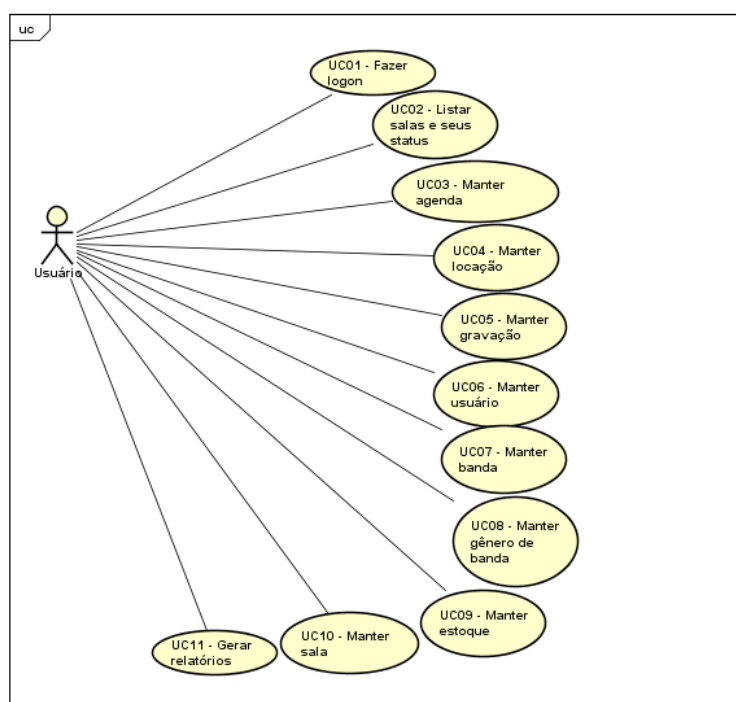 uc
UC01 - Fazer
logon
UC02 - Listar
salas e seus
status
UC03 - Manter
agenda
Usuário
UC04 - Manter
locação
UC05 - Manter
gravação
UC06 - Manter
usuário
UC07 - Manter
banda
UC08 - Manter
gênero de
banda
UC09 - Manter
estoque
UC10 - Manter
sala
UC11 - Gerar
relatórios